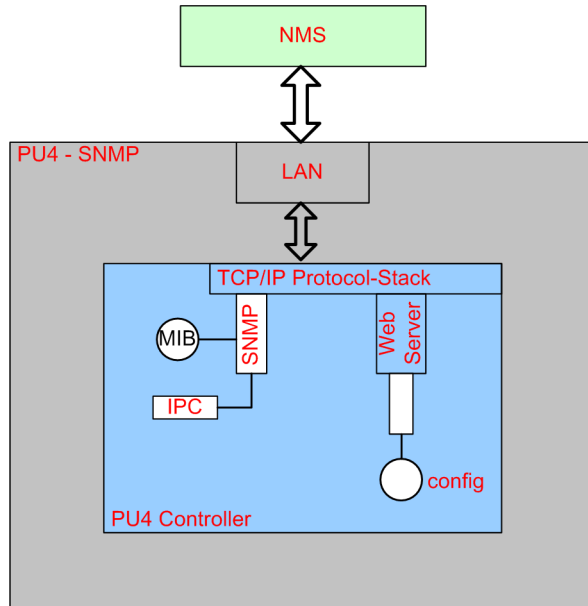 NMS
PU4 - SNMP
LAN
TCP/IP Protocol-Stack
MIB
SNMP
Web
Server
IPC
config
PU4 Controller